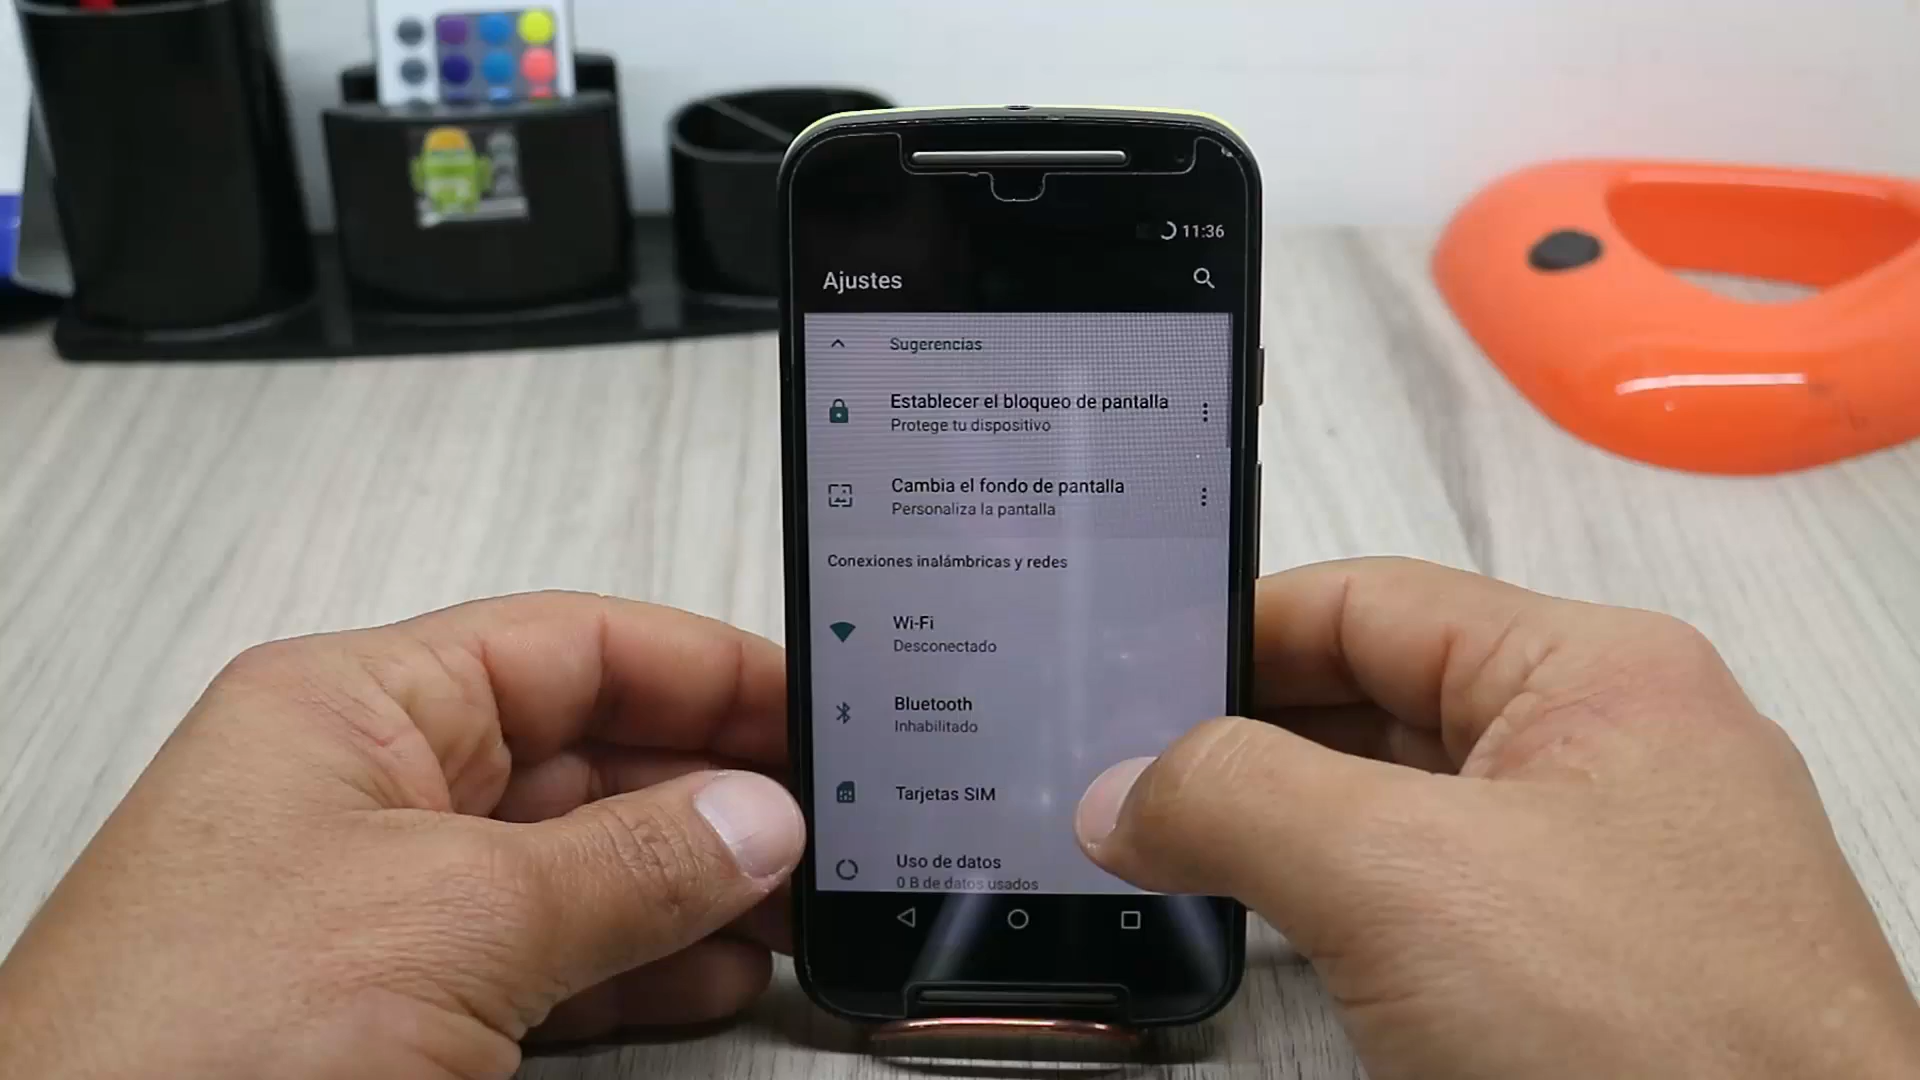 11:36
Ajustes
Sugerencias
Establecer el bloqueo de pantalla
Protege tu dispositivo
Cambia el fondo de pantalla
Personaliza la pantalla
Conexiones inalámbricas y redes
Wi-Fi
Desconectado
Bluetooth
Inhabilitado
Tarjetas SIM
Uso de datos
0 B de datos usados